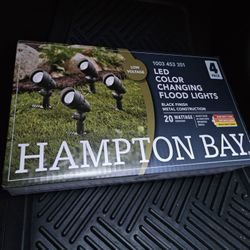 1003 453 351
LOW
VOLTAGE
LED
COLOR
CHANGING
FLOOD LIGHTS
4
BLACK FINISH
METAL CONSTRUCTION
20 WATTAGE
HAMPTON BAY